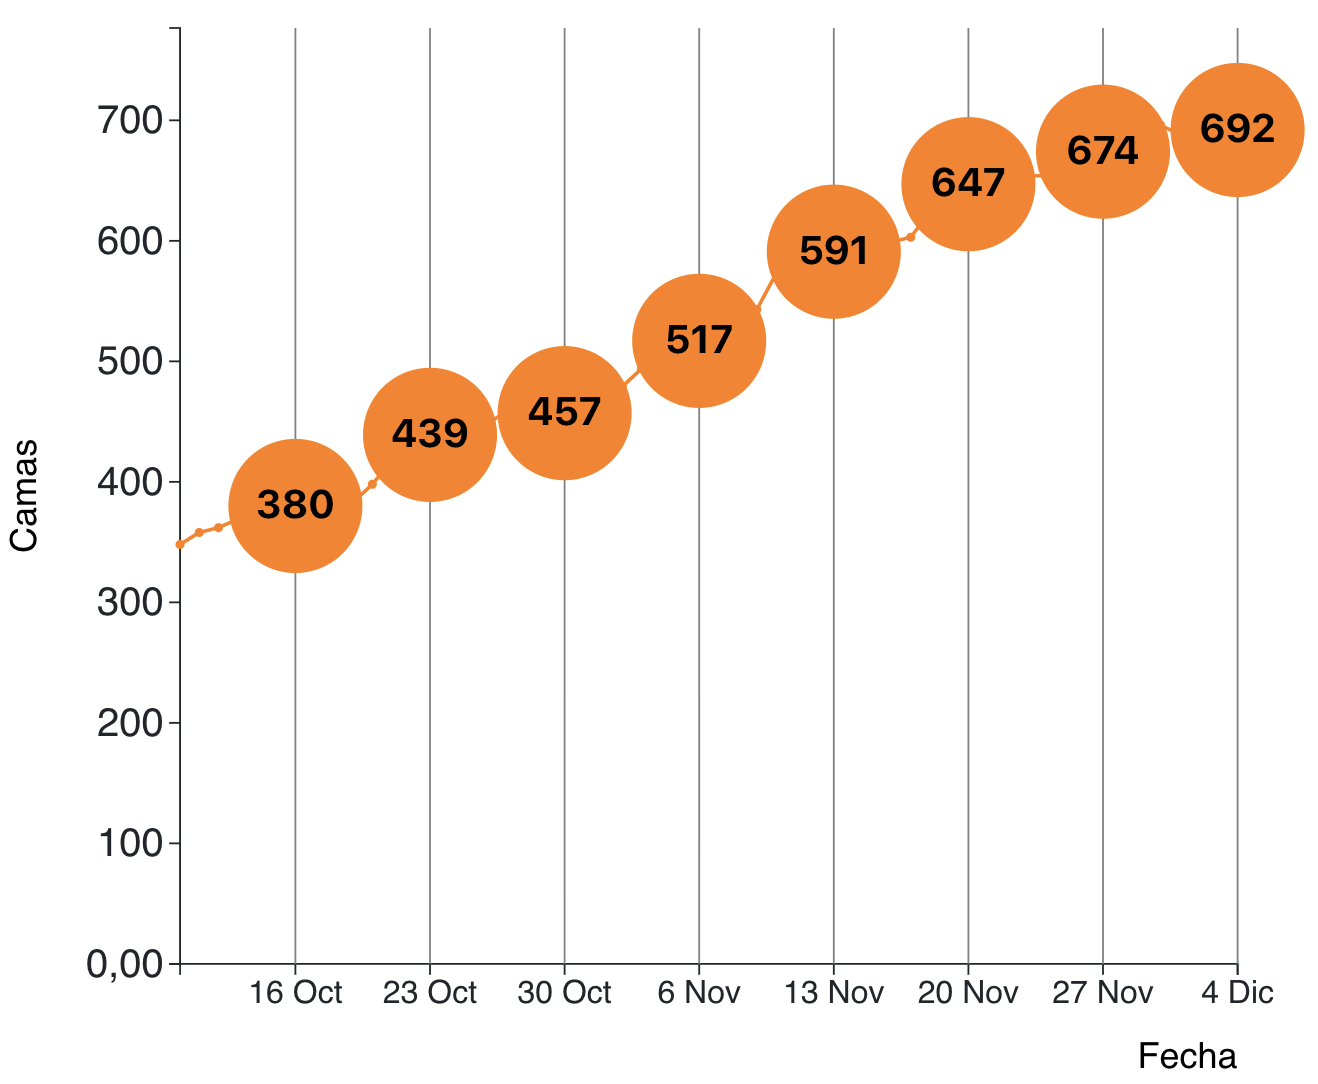 700
600
500
400
300
200
100
0,00
Camas
380
439
457
517
591
647
674
692
16 Oct
23 Oct
30 Oct
6 Nov
13 Nov
20 Nov
27 Nov
4 Dic
Fecha